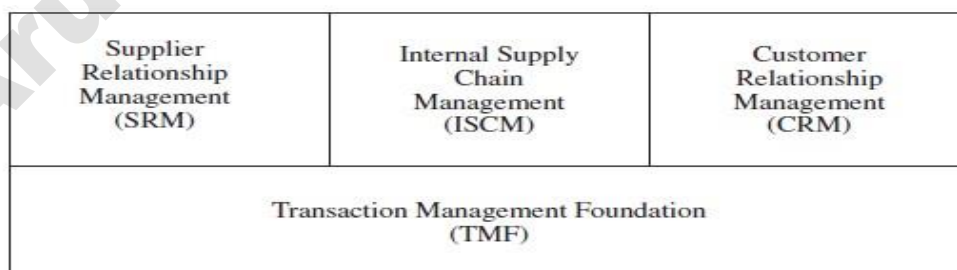 Supplier
Relationship
Management
(SRM)
Internal Supply
Chain
Management
(ISCM)
Customer
Relationship
Management
(CRM)
Transaction Management Foundation
(TMF)